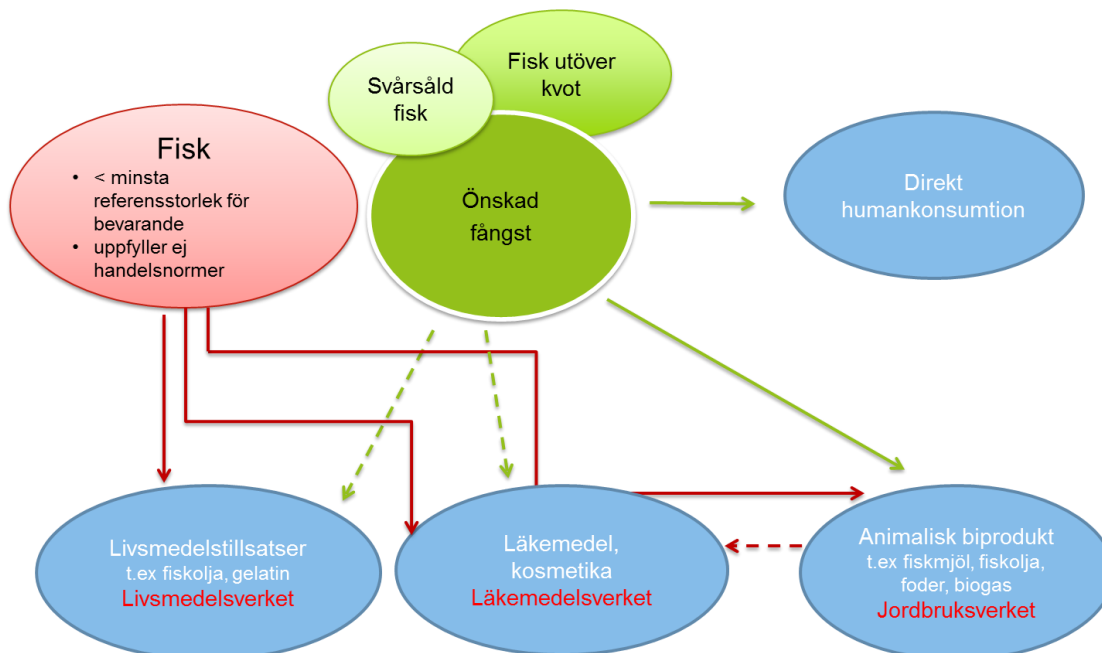 Fisk utöver
kvot
Svårsåld
fisk
Fisk
• < minsta
referensstorlek för
bevarande
• uppfyller ej
handelsnormer
Önskad
fångst
Direkt
humankonsumtion
Livsmedelstillsatser
t.ex fiskolja, gelatin
Livsmedelsverket
Läkemedel,
kosmetika
Läkemedelsverket
Animalisk biprodukt
t.ex fiskmjöl, fiskolja,
foder, biogas
Jordbruksverket